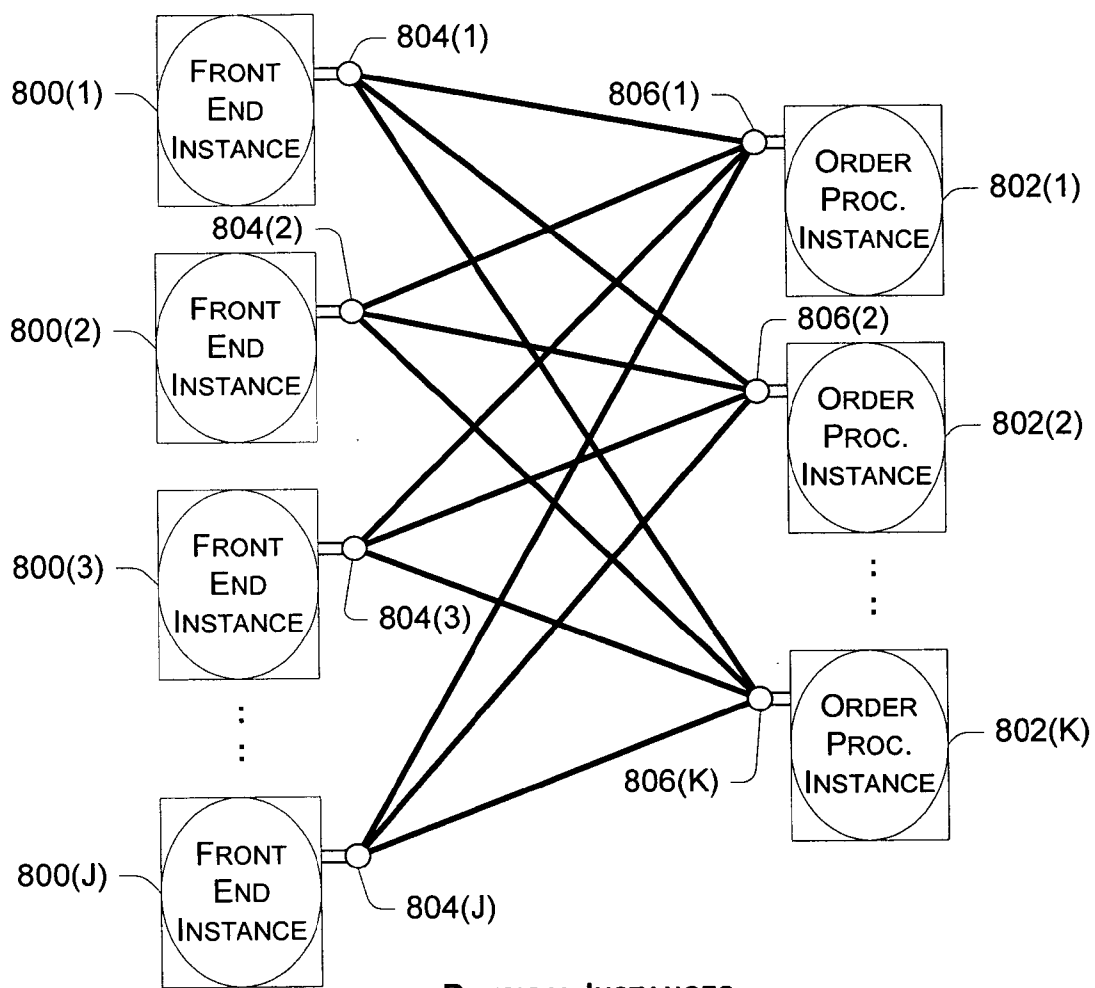 804(1)
FRONT
END
INSTANCE
800(1)
806(1)
ORDER
PROC.
INSTANCE
802(1)
804(2)
FRONT
END
INSTANCE
800(2)
806(2)
ORDER
PROC.
INSTANCE
802(2)
FRONT
END
INSTANCE
800(3)
804(3)
ORDER
PROC.
INSTANCE
802(K)
806(K)
FRONT
END
INSTANCE
800(J)
804(J)